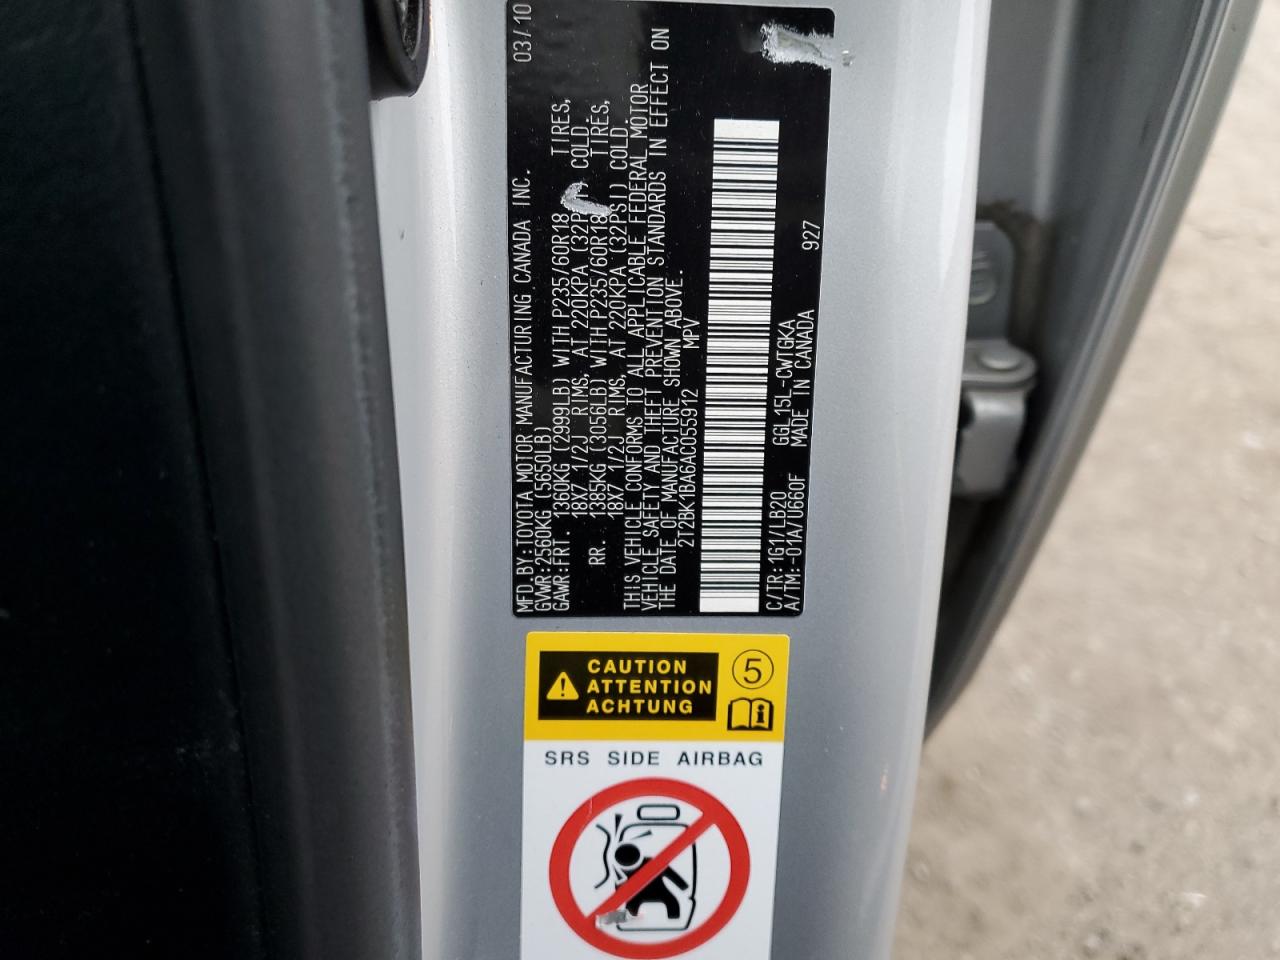 MFD.BY:TOYOTA MOTOR MANUFACTURING CANADA INC. 03/10
GVWR:2560KG (5650LB)
GAWR:FRT. 1360KG (2999LB) WITH P235/60R18 TIRES,
18X7 1/2J RIMS, AT 220KPA (32PSI) COLD
RR. 1385KG (3056LB) WITH P235/60R18 TIRES,
18X7 1/2J RIMS, AT 220KPA (32PSI) COLD.
THIS VEHICLE CONFORMS TO ALL APPLICABLE FEDERAL MOTOR
VEHICLE SAFETY AND THEFT PREVENTION STANDARDS IN EFFECT ON
THE DATE OF MANUFACTURE SHOWN ABOVE.
2T2BK1BA6AC055912 MPV
C/TR:1G1/LB20 GGL15L-CWTGKA 927
A/TM:-01A/U660F MADE IN CANADA
CAUTION
ATTENTION
ACHTUNG
5
i
SRS SIDE AIRBAG